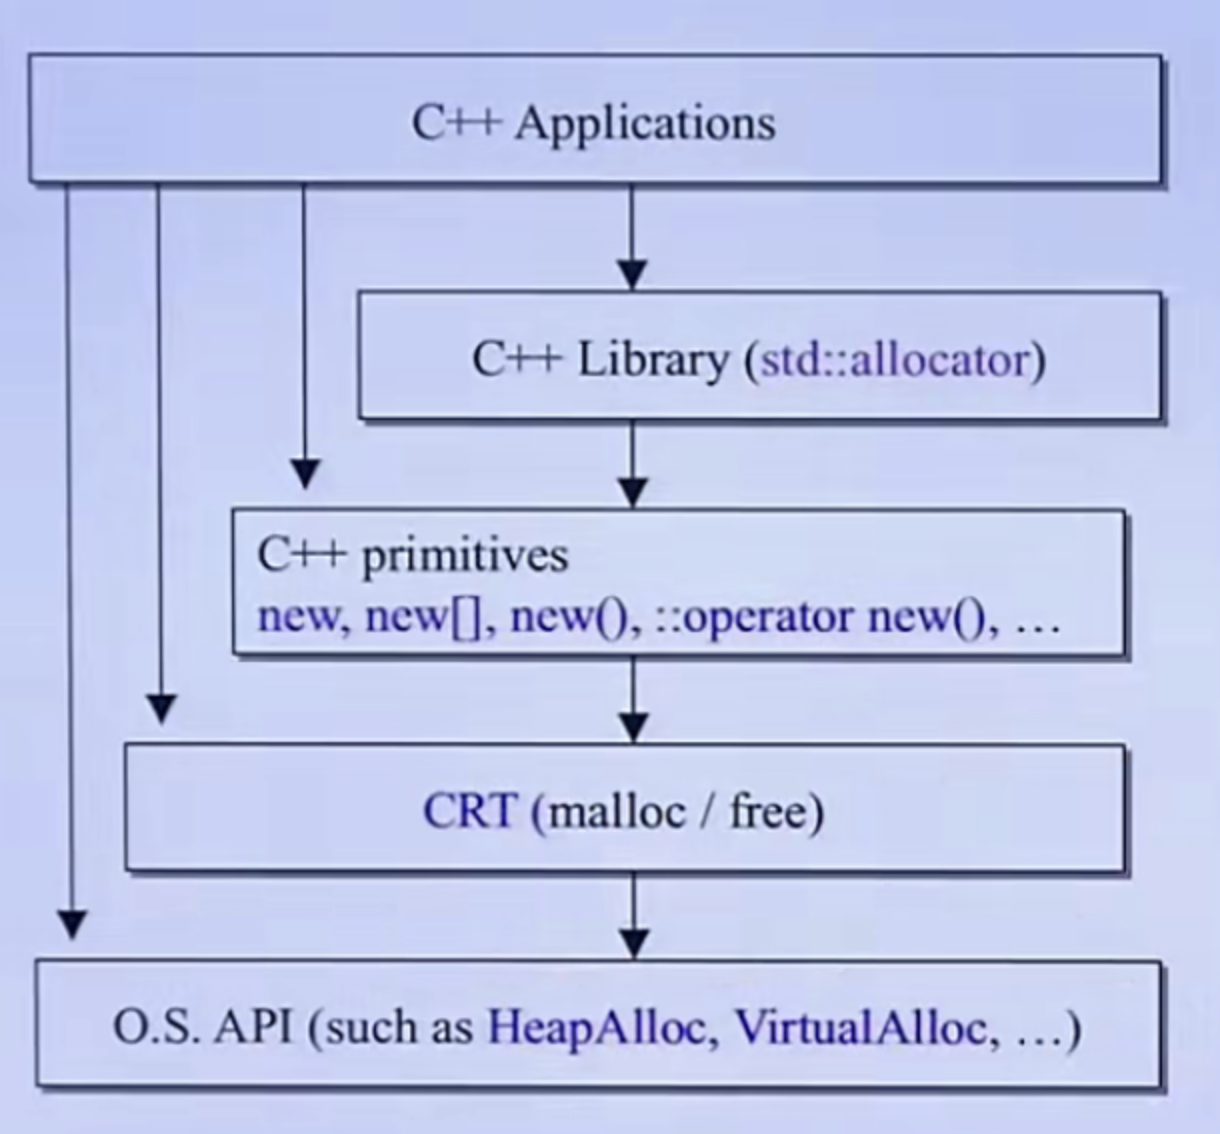 C++ Applications
C++ Library (std::allocator)
C++ primitives
new, new[], new(), ::operator new(), ...
CRT (malloc / free)
O.S. API (such as HeapAlloc, VirtualAlloc, ...)